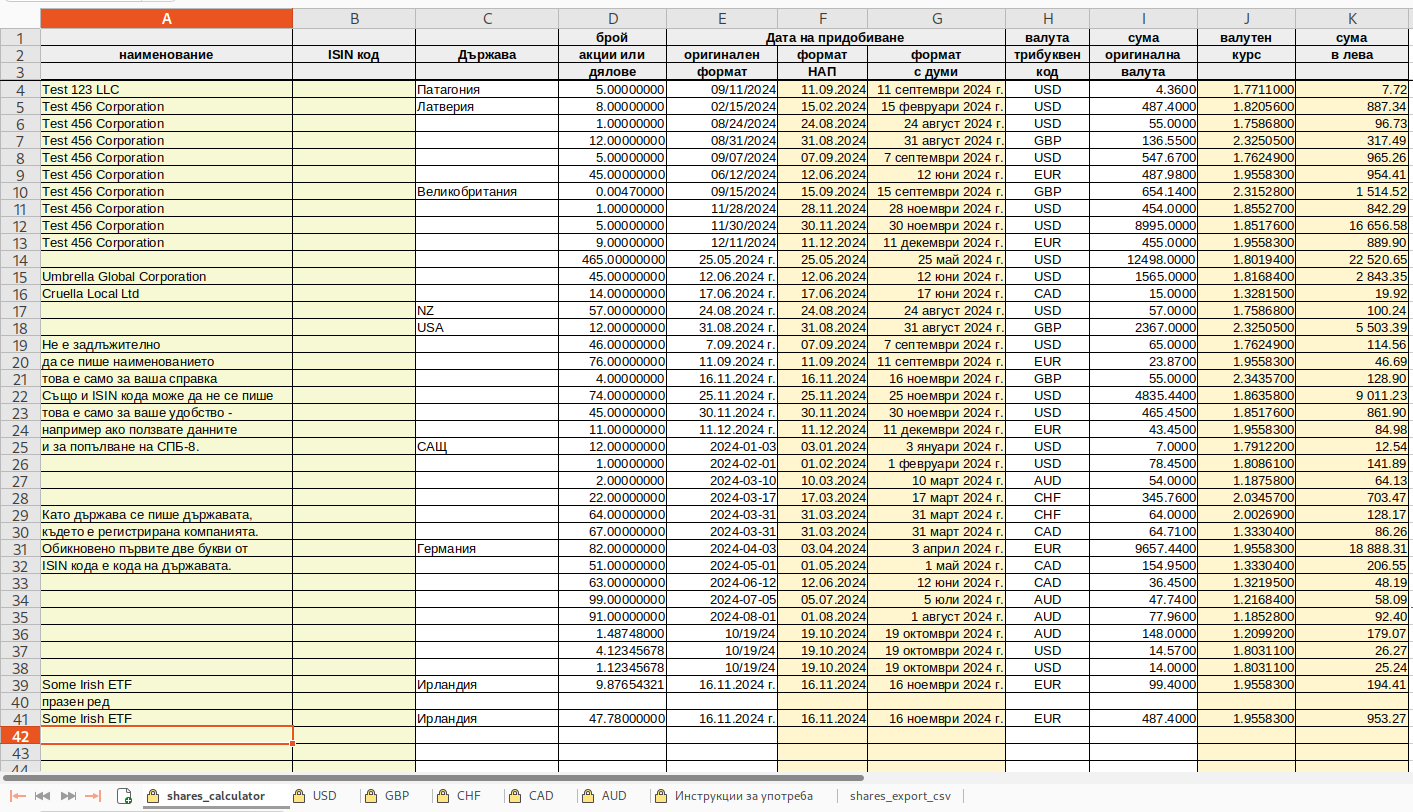 A B C D E F G H I J K
1 брой Дата на придобиване валута сума валутен сума
2 наименование ISIN код Държава акции или оригинален формат формат трибуквен оригинална курс в лева
3 дялове формат НАП с думи код валута
4 Test 123 LLC Патагония 5.00000000 09/11/2024 11.09.2024 11 септември 2024 г. USD 4.3600 1.7711000 7.72
5 Test 456 Corporation Латверия 8.00000000 02/15/2024 15.02.2024 15 февруари 2024 г. USD 487.4000 1.8205600 887.34
6 Test 456 Corporation 1.00000000 08/24/2024 24.08.2024 24 август 2024 г. USD 55.0000 1.7586800 96.73
7 Test 456 Corporation 12.00000000 08/31/2024 31.08.2024 31 август 2024 г. GBP 136.5500 2.3250500 317.49
8 Test 456 Corporation 5.00000000 09/07/2024 07.09.2024 7 септември 2024 г. USD 547.6700 1.7624900 965.26
9 Test 456 Corporation 45.00000000 06/12/2024 12.06.2024 12 юни 2024 г. EUR 487.9800 1.9558300 954.41
10 Test 456 Corporation Великобритания 0.00470000 09/15/2024 15.09.2024 15 септември 2024 г. GBP 654.1400 2.3152800 1 514.52
11 Test 456 Corporation 1.00000000 11/28/2024 28.11.2024 28 ноември 2024 г. USD 454.0000 1.8552700 842.29
12 Test 456 Corporation 5.00000000 11/30/2024 30.11.2024 30 ноември 2024 г. USD 8995.0000 1.8517600 16 656.58
13 Test 456 Corporation 9.00000000 12/11/2024 11.12.2024 11 декември 2024 г. EUR 455.0000 1.9558300 889.90
14 465.00000000 25.05.2024 г. 25.05.2024 25 май 2024 г. USD 12498.0000 1.8019400 22 520.65
15 Umbrella Global Corporation 45.00000000 12.06.2024 г. 12.06.2024 12 юни 2024 г. USD 1565.0000 1.8168400 2 843.35
16 Cruella Local Ltd 14.00000000 17.06.2024 г. 17.06.2024 17 юни 2024 г. CAD 15.0000 1.3281500 19.92
17 NZ 57.00000000 24.08.2024 г. 24.08.2024 24 август 2024 г. USD 57.0000 1.7586800 100.24
18 USA 12.00000000 31.08.2024 г. 31.08.2024 31 август 2024 г. GBP 2367.0000 2.3250500 5 503.39
19 Не е задлъжително 46.00000000 7.09.2024 г. 07.09.2024 7 септември 2024 г. USD 65.0000 1.7624900 114.56
20 да се пише наименованието 76.00000000 11.09.2024 г. 11.09.2024 11 септември 2024 г. EUR 23.8700 1.9558300 46.69
21 това е само за ваша справка 4.00000000 16.11.2024 г. 16.11.2024 16 ноември 2024 г. GBP 55.0000 2.3435700 128.90
22 Също и ISIN кода може да не се пише 74.00000000 25.11.2024 г. 25.11.2024 25 ноември 2024 г. USD 4835.4400 1.8635800 9 011.23
23 това е само за ваше удобство - 45.00000000 30.11.2024 г. 30.11.2024 30 ноември 2024 г. USD 465.4500 1.8517600 861.90
24 например ако ползвате данните 11.00000000 11.12.2024 г. 11.12.2024 11 декември 2024 г. EUR 43.4500 1.9558300 84.98
25 и за попълване на СПБ-8. САЩ 12.00000000 2024-01-03 03.01.2024 3 януари 2024 г. USD 7.0000 1.7912200 12.54
26 1.00000000 2024-02-01 01.02.2024 1 февруари 2024 г. USD 78.4500 1.8086100 141.89
27 2.00000000 2024-03-10 10.03.2024 10 март 2024 г. AUD 54.0000 1.1875800 64.13
28 22.00000000 2024-03-17 17.03.2024 17 март 2024 г. CHF 345.7600 2.0345700 703.47
29 Като държава се пише държавата, 64.00000000 2024-03-31 31.03.2024 31 март 2024 г. CHF 64.0000 2.0026900 128.17
30 където е регистрирана компанията. 67.00000000 2024-03-31 31.03.2024 31 март 2024 г. CAD 64.7100 1.3330400 86.26
31 Обикновено първите две букви от Германия 82.00000000 2024-04-03 03.04.2024 3 април 2024 г. EUR 9657.4400 1.9558300 18 888.31
32 ISIN кода е кода на държавата. 51.00000000 2024-05-01 01.05.2024 1 май 2024 г. CAD 154.9500 1.3330400 206.55
33 63.00000000 2024-06-12 12.06.2024 12 юни 2024 г. CAD 36.4500 1.3219500 48.19
34 99.00000000 2024-07-05 05.07.2024 5 юли 2024 г. AUD 47.7400 1.2168400 58.09
35 91.00000000 2024-08-01 01.08.2024 1 август 2024 г. AUD 77.9600 1.1852800 92.40
36 1.48748000 10/19/24 19.10.2024 19 октомври 2024 г. AUD 148.0000 1.2099200 179.07
37 4.12345678 10/19/24 19.10.2024 19 октомври 2024 г. USD 14.5700 1.8031100 26.27
38 1.12345678 10/19/24 19.10.2024 19 октомври 2024 г. USD 14.0000 1.8031100 25.24
39 Some Irish ETF Ирландия 9.87654321 16.11.2024 г. 16.11.2024 16 ноември 2024 г. EUR 99.4000 1.9558300 194.41
40 празен ред
41 Some Irish ETF Ирландия 47.78000000 16.11.2024 г. 16.11.2024 16 ноември 2024 г. EUR 487.4000 1.9558300 953.27
42
43
44
shares_calculator USD GBP CHF CAD AUD Инструкции за употреба shares_export_csv